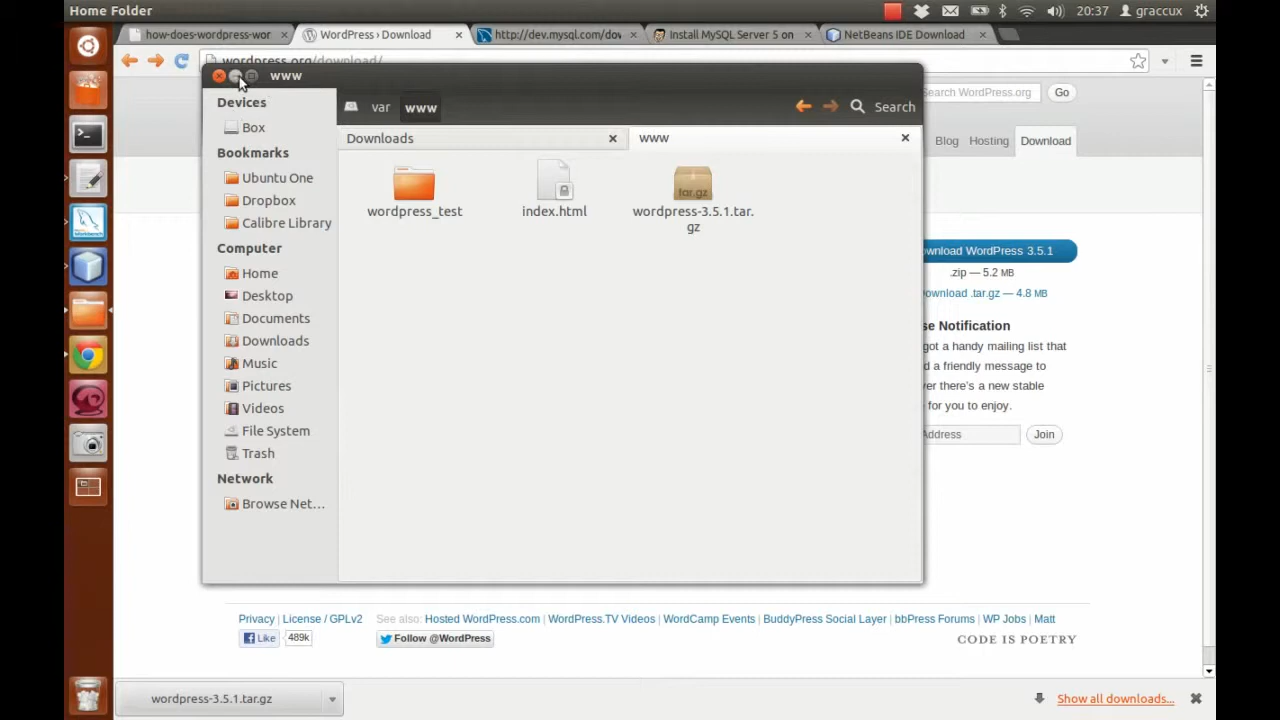 Home Folder
20:37
graccux
how-does-wordpress-wor
WordPress › Download
http://dev.mysql.com/dov
Install MySQL Server 5 on
NetBeans IDE Download
wordpress.org/download/
www
Devices
Box
Bookmarks
Ubuntu One
Dropbox
Calibre Library
Computer
Home
Desktop
Documents
Downloads
Music
Pictures
Videos
File System
Trash
Network
Browse Net...
var
www
Search
Downloads
www
wordpress_test
index.html
tar.gz
wordpress-3.5.1.tar.
gz
Search WordPress.org
Go
Blog
Hosting
Download
ownload WordPress 3.5.1
.zip — 5.2 MB
ownload .tar.gz — 4.8 MB
se Notification
got a handy mailing list that
d a friendly message to
ver there's a new stable
for you to enjoy.
Address
Join
Privacy | License / GPLv2
See also: Hosted WordPress.com | WordPress.TV Videos | WordCamp Events | BuddyPress Social Layer | bbPress Forums | WP Jobs | Matt
Like
489k
Follow @WordPress
CODE IS POETRY
wordpress-3.5.1.tar.gz
Show all downloads...